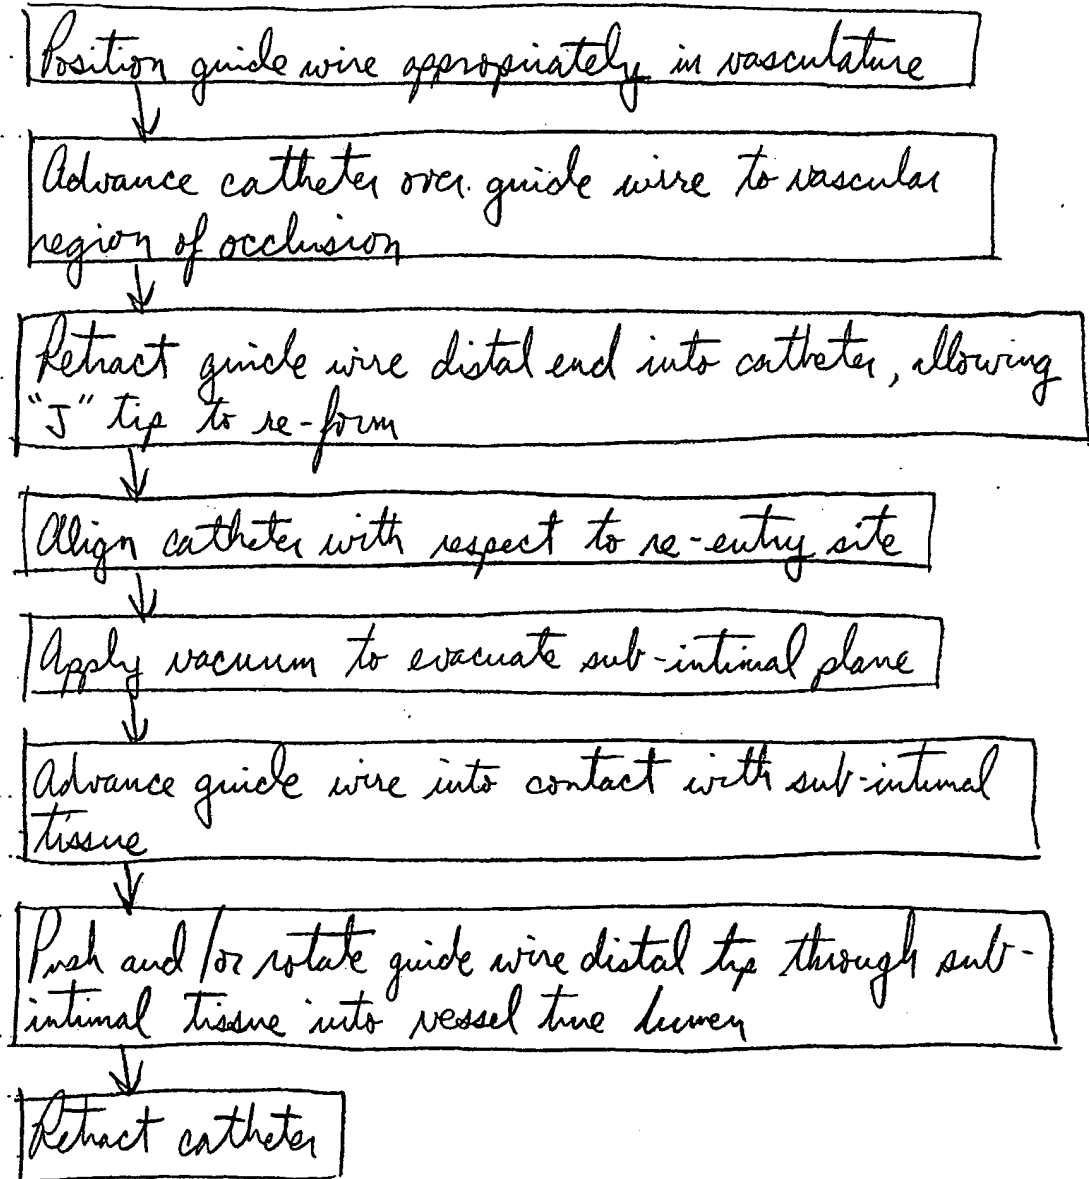 Position guide wire appropriately in vasculature
Advance catheter over guide wire to vascular
region of occlusion
Retract guide wire distal end into catheter, allowing
"J" tip to re-form
Align catheter with respect to re-entry site
Apply vacuum to evacuate sub-intimal plane
Advance guide wire into contact with sub-intimal
tissue
Push and/or rotate guide wire distal tip through sub-
intimal tissue into vessel true lumen
Retract catheter